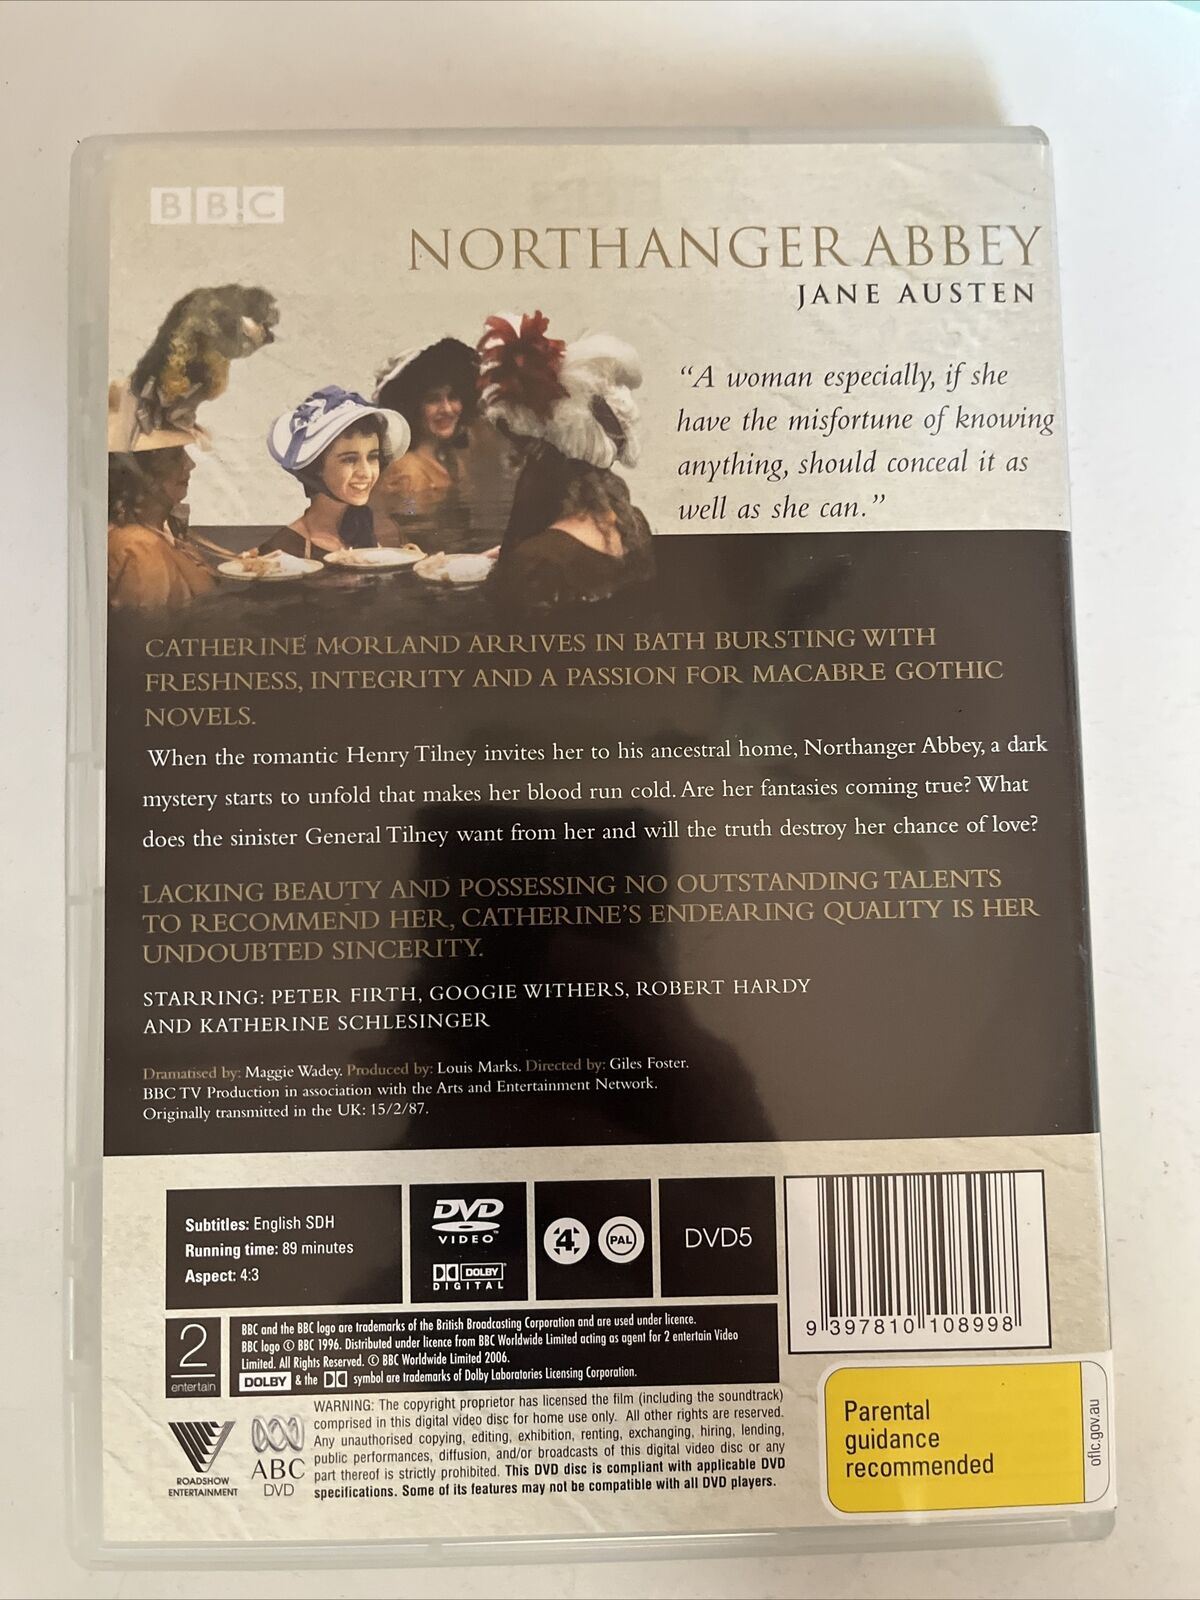 BBC
NORTHANGER ABBEY
JANE AUSTEN
“A woman especially, if she
have the misfortune of knowing
anything, should conceal it as
well as she can.”
CATHERINE MORLAND ARRIVES IN BATH BURSTING WITH
FRESHNESS, INTEGRITY AND A PASSION FOR MACABRE GOTHIC
NOVELS.
When the romantic Henry Tilney invites her to his ancestral home, Northanger Abbey, a dark
mystery starts to unfold that makes her blood run cold. Are her fantasies coming true? What
does the sinister General Tilney want from her and will the truth destroy her chance of love?
LACKING BEAUTY AND POSSESSING NO OUTSTANDING TALENTS
TO RECOMMEND HER, CATHERINE’S ENDEARING QUALITY IS HER
UNDOUBTED SINCERITY.
STARRING: PETER FIRTH, GOOGIE WITHERS, ROBERT HARDY
AND KATHERINE SCHLESINGER
Dramatised by: Maggie Wadey. Produced by: Louis Marks. Directed by: Giles Foster.
BBC TV Production in association with the Arts and Entertainment Network.
Originally transmitted in the UK: 15/2/87.
Subtitles: English SDH
Running time: 89 minutes
Aspect: 4:3
DVD
VIDEO™
DOLBY
DIGITAL
4
PAL
DVD5
9 397810 108998
2
entertain
BBC and the BBC logo are trademarks of the British Broadcasting Corporation and are used under licence.
BBC logo © BBC 1996. Distributed under licence from BBC Worldwide Limited acting as agent for 2 entertain Video
Limited. All Rights Reserved. © BBC Worldwide Limited 2006.
DOLBY & the DD symbol are trademarks of Dolby Laboratories Licensing Corporation.
ROADSHOW
ENTERTAINMENT
ABC
DVD
WARNING: The copyright proprietor has licensed the film (including the soundtrack)
comprised in this digital video disc for home use only. All other rights are reserved.
Any unauthorised copying, editing, exhibition, renting, exchanging, hiring, lending,
public performances, diffusion, and/or broadcasts of this digital video disc or any
part thereof is strictly prohibited. This DVD disc is compliant with applicable DVD
specifications. Some of its features may not be compatible with all DVD players.
Parental
guidance
recommended
oflc.gov.au